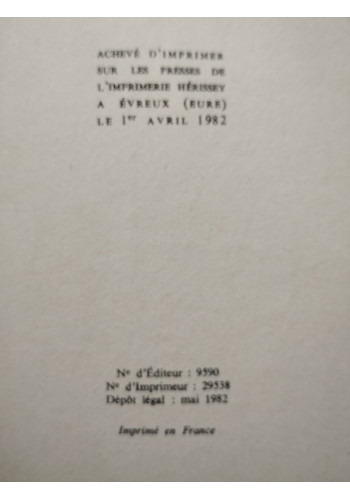 ACHEVÉ D'IMPRIMER
SUR LES PRESSES DE
L'IMPRIMERIE HÉRISSEY
A ÉVREUX (EURE)
LE 1er AVRIL 1982
No d'Éditeur : 9590
No d'Imprimeur : 29538
Dépôt légal : mai 1982
Imprimé en France